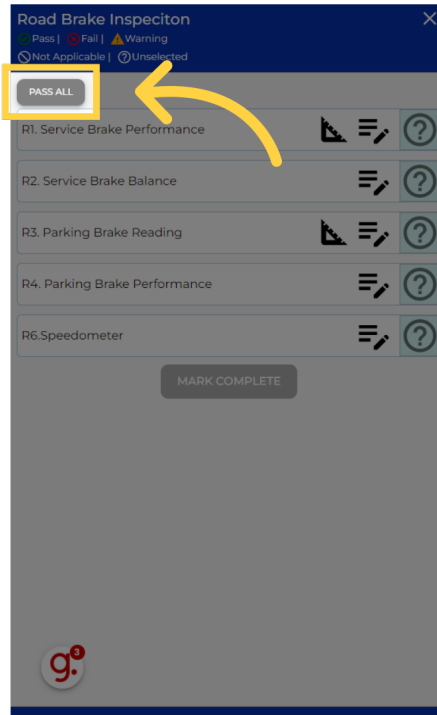 Road Brake Inspeciton
Pass | Fail | Warning
Not Applicable | Unselected
PASS ALL
R1. Service Brake Performance
R2. Service Brake Balance
R3. Parking Brake Reading
R4. Parking Brake Performance
R6.Speedometer
MARK COMPLETE
g.
3